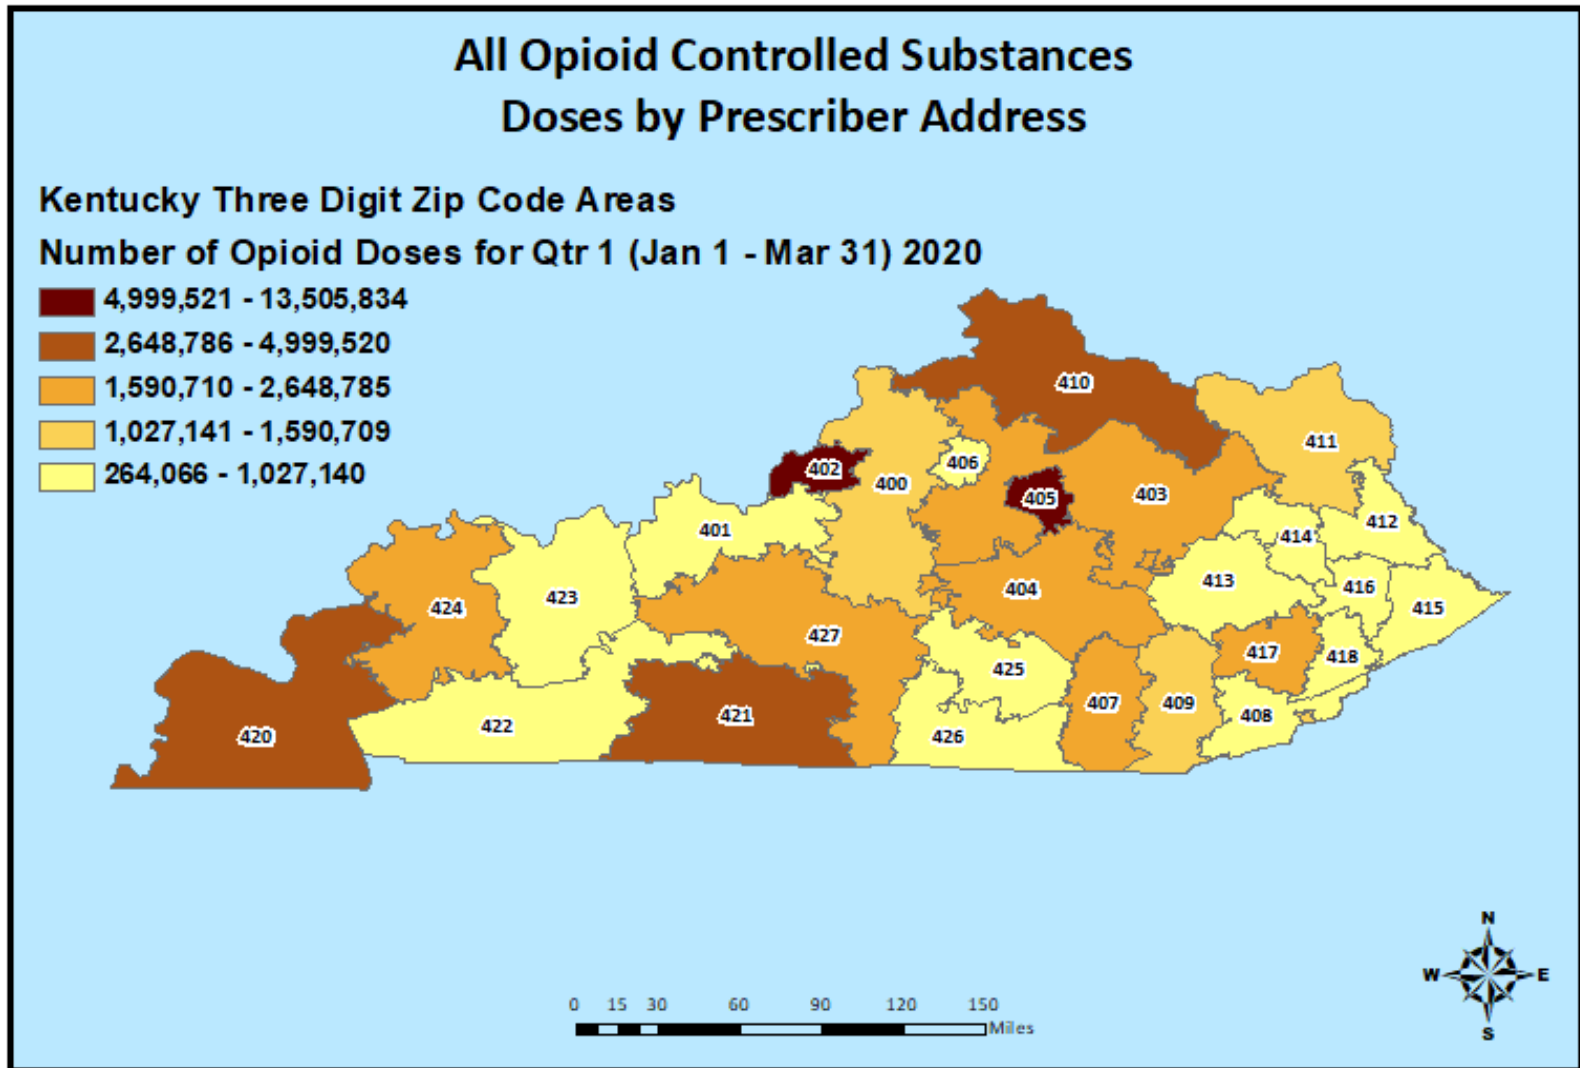 All Opioid Controlled Substances
Doses by Prescriber Address
Kentucky Three Digit Zip Code Areas
Number of Opioid Doses for Qtr 1 (Jan 1 - Mar 31) 2020
4,999,521 - 13,505,834
2,648,786 - 4,999,520
1,590,710 - 2,648,785
1,027,141 - 1,590,709
264,066 - 1,027,140
410
411
402
406
400
405
403
412
401
414
413
404
416
415
424
423
427
417
418
425
407
409
408
420
422
421
426
N
W E
S
0 15 30 60 90 120 150
Miles